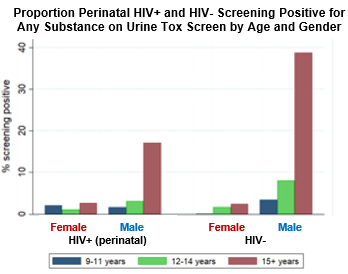 Proportion Perinatal HIV+ and HIV- Screening Positive for
Any Substance on Urine Tox Screen by Age and Gender
% screening positive
40
30
20
10
0
Female Male Female Male
HIV+ (perinatal) HIV-
9-11 years 12-14 years 15+ years